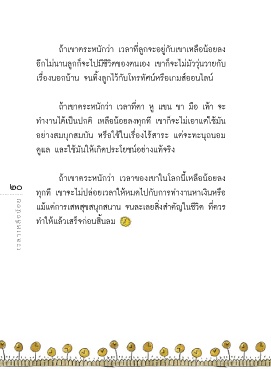 ถ้าเขาตระหนักว่า เวลาที่ลูกจะอยู่กับเขาเหลือน้อยลง
อีกไม่นานลูกก็จะไปมีชีวิตของตนเอง เขาก็จะไม่มัววุ่นวายกับ
เรื่องนอกบ้าน จนทิ้งลูกไว้กับโทรทัศน์หรือเกมส์ออนไลน์
ถ้าเขาตระหนักว่า เวลาที่ตา หู แขน ขา มือ เท้า จะ
ทำงานได้เป็นปกติ เหลือน้อยลงทุกที เขาก็จะไม่เอาแต่ใช้มัน
อย่างสมบุกสมบัน หรือใช้ในเรื่องไร้สาระ แต่จะทะนุถนอม
ดูแล และใช้มันให้เกิดประโยชน์อย่างแท้จริง
ถ้าเขาตระหนักว่า เวลาของเขาในโลกนี้เหลือน้อยลง
ทุกที เขาจะไม่ปล่อยเวลาให้หมดไปกับการทำงานหาเงินหรือ
แม้แต่การเสพสุขสนุกสนาน จนละเลยสิ่งสำคัญในชีวิต ที่ควร
ทำให้แล้วเสร็จก่อนสิ้นลม
๒๐
เวลาเหลือน้อย